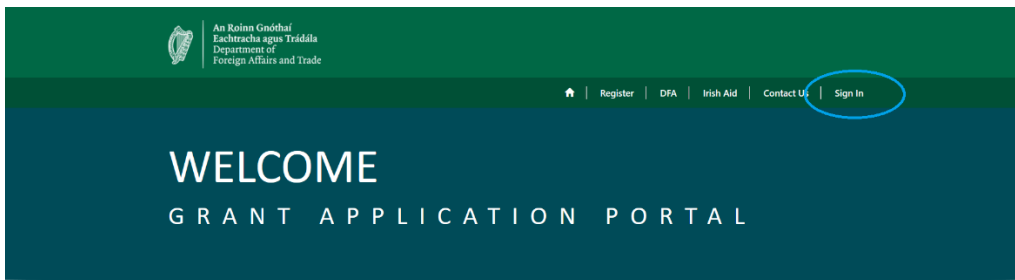 An Roinn Gnóthaí
Eachtracha agus Trádála
Department of
Foreign Affairs and Trade
Register | DFA | Irish Aid | Contact Us | Sign In
WELCOME
GRANT APPLICATION PORTAL